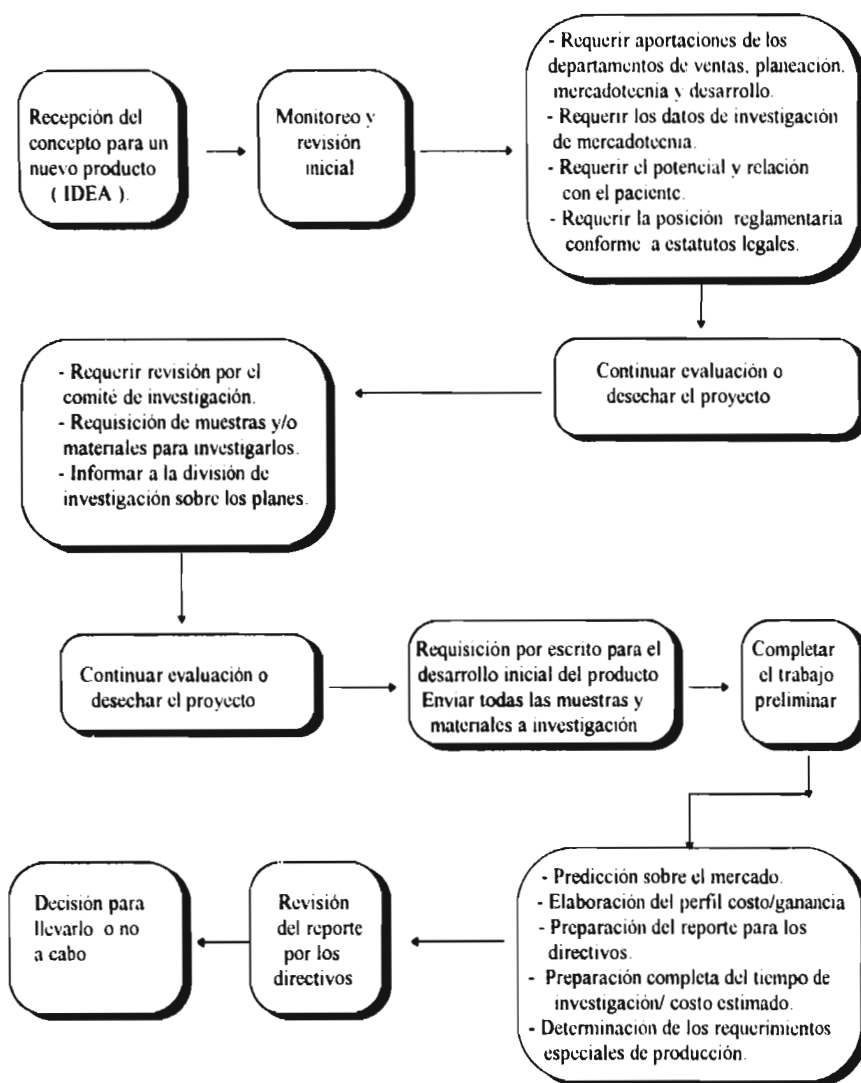 Recepción del
concepto para un
nuevo producto
( IDEA ).
Monitoreo y
revisión
inicial
- Requerir aportaciones de los
departamentos de ventas, planeación,
mercadotecnia y desarrollo.
- Requerir los datos de investigación
de mercadotecnia.
- Requerir el potencial y relación
con el paciente.
- Requerir la posición reglamentaria
conforme a estatutos legales.
Continuar evaluación o
desechar el proyecto
- Requerir revisión por el
comité de investigación.
- Requisición de muestras y/o
materiales para investigarlos.
- Informar a la división de
investigación sobre los planes.
Continuar evaluación o
desechar el proyecto
Requisición por escrito para el
desarrollo inicial del producto
Enviar todas las muestras y
materiales a investigación
Completar
el trabajo
preliminar
- Predicción sobre el mercado.
- Elaboración del perfil costo/ganancia
- Preparación del reporte para los
directivos.
- Preparación completa del tiempo de
investigación/ costo estimado.
- Determinación de los requerimientos
especiales de producción.
Revisión
del reporte
por los
directivos
Decisión para
llevarlo o no
a cabo